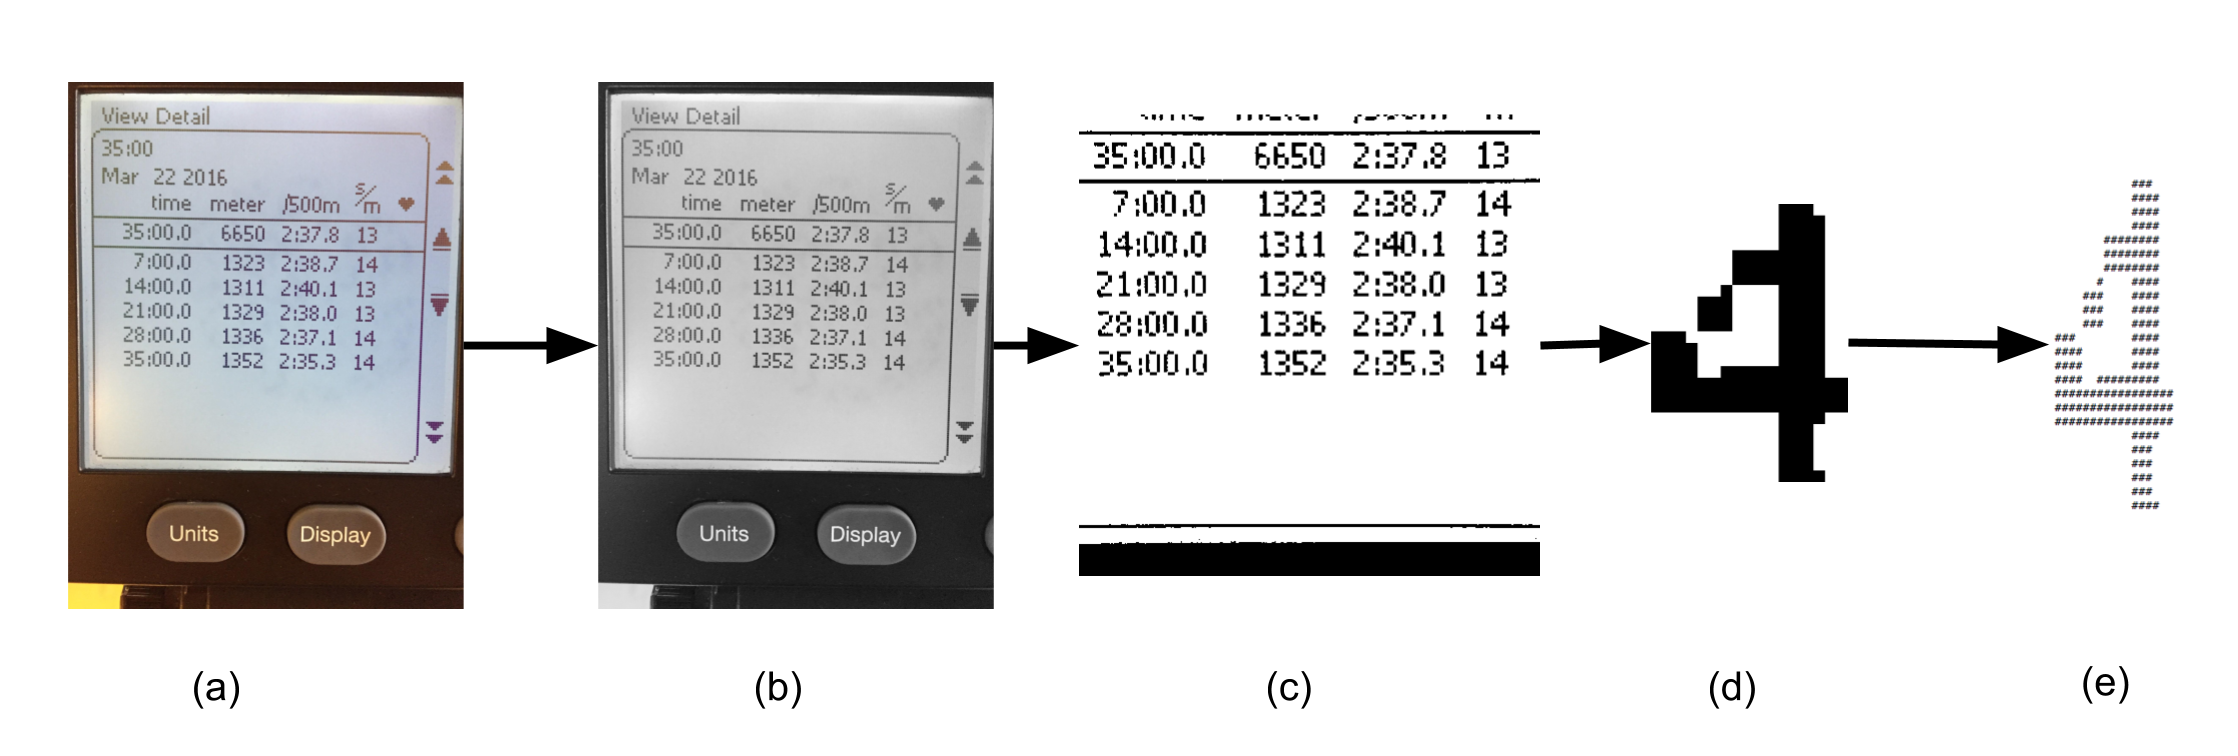 View Detail
35:00
Mar 22 2016
time meter /500m s/m
35:00.0 6650 2:37.8 13
7:00.0 1323 2:38.7 14
14:00.0 1311 2:40.1 13
21:00.0 1329 2:38.0 13
28:00.0 1336 2:37.1 14
35:00.0 1352 2:35.3 14
Units Display
View Detail
35:00
Mar 22 2016
time meter /500m s/m
35:00.0 6650 2:37.8 13
7:00.0 1323 2:38.7 14
14:00.0 1311 2:40.1 13
21:00.0 1329 2:38.0 13
28:00.0 1336 2:37.1 14
35:00.0 1352 2:35.3 14
Units Display
time meter /500m m
35:00.0 6650 2:37.8 13
7:00.0 1323 2:38.7 14
14:00.0 1311 2:40.1 13
21:00.0 1329 2:38.0 13
28:00.0 1336 2:37.1 14
35:00.0 1352 2:35.3 14
4
4
(a) (b) (c) (d) (e)